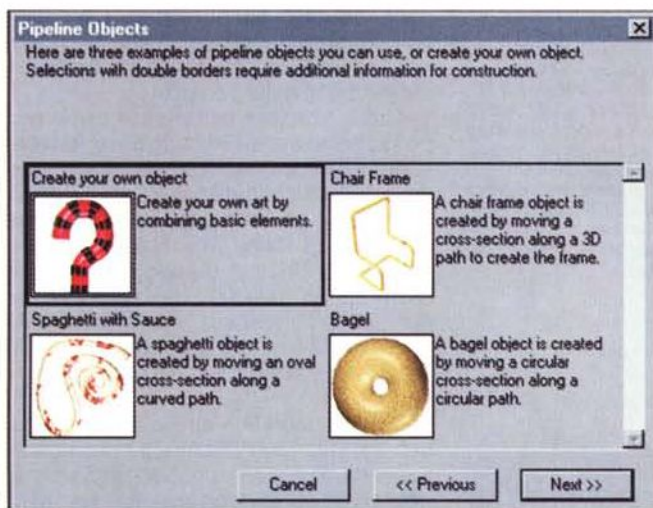 Pipeline Objects
Here are three examples of pipeline objects you can use, or create your own object.
Selections with double borders require additional information for construction.
Create your own object
Create your own art by
combining basic elements.
Chair Frame
A chair frame object is
created by moving a
cross-section along a 3D
path to create the frame.
Spaghetti with Sauce
A spaghetti object is
created by moving an oval
cross-section along a
curved path.
Bagel
A bagel object is created
by moving a circular
cross-section along a
circular path.
Cancel
<< Previous
Next >>